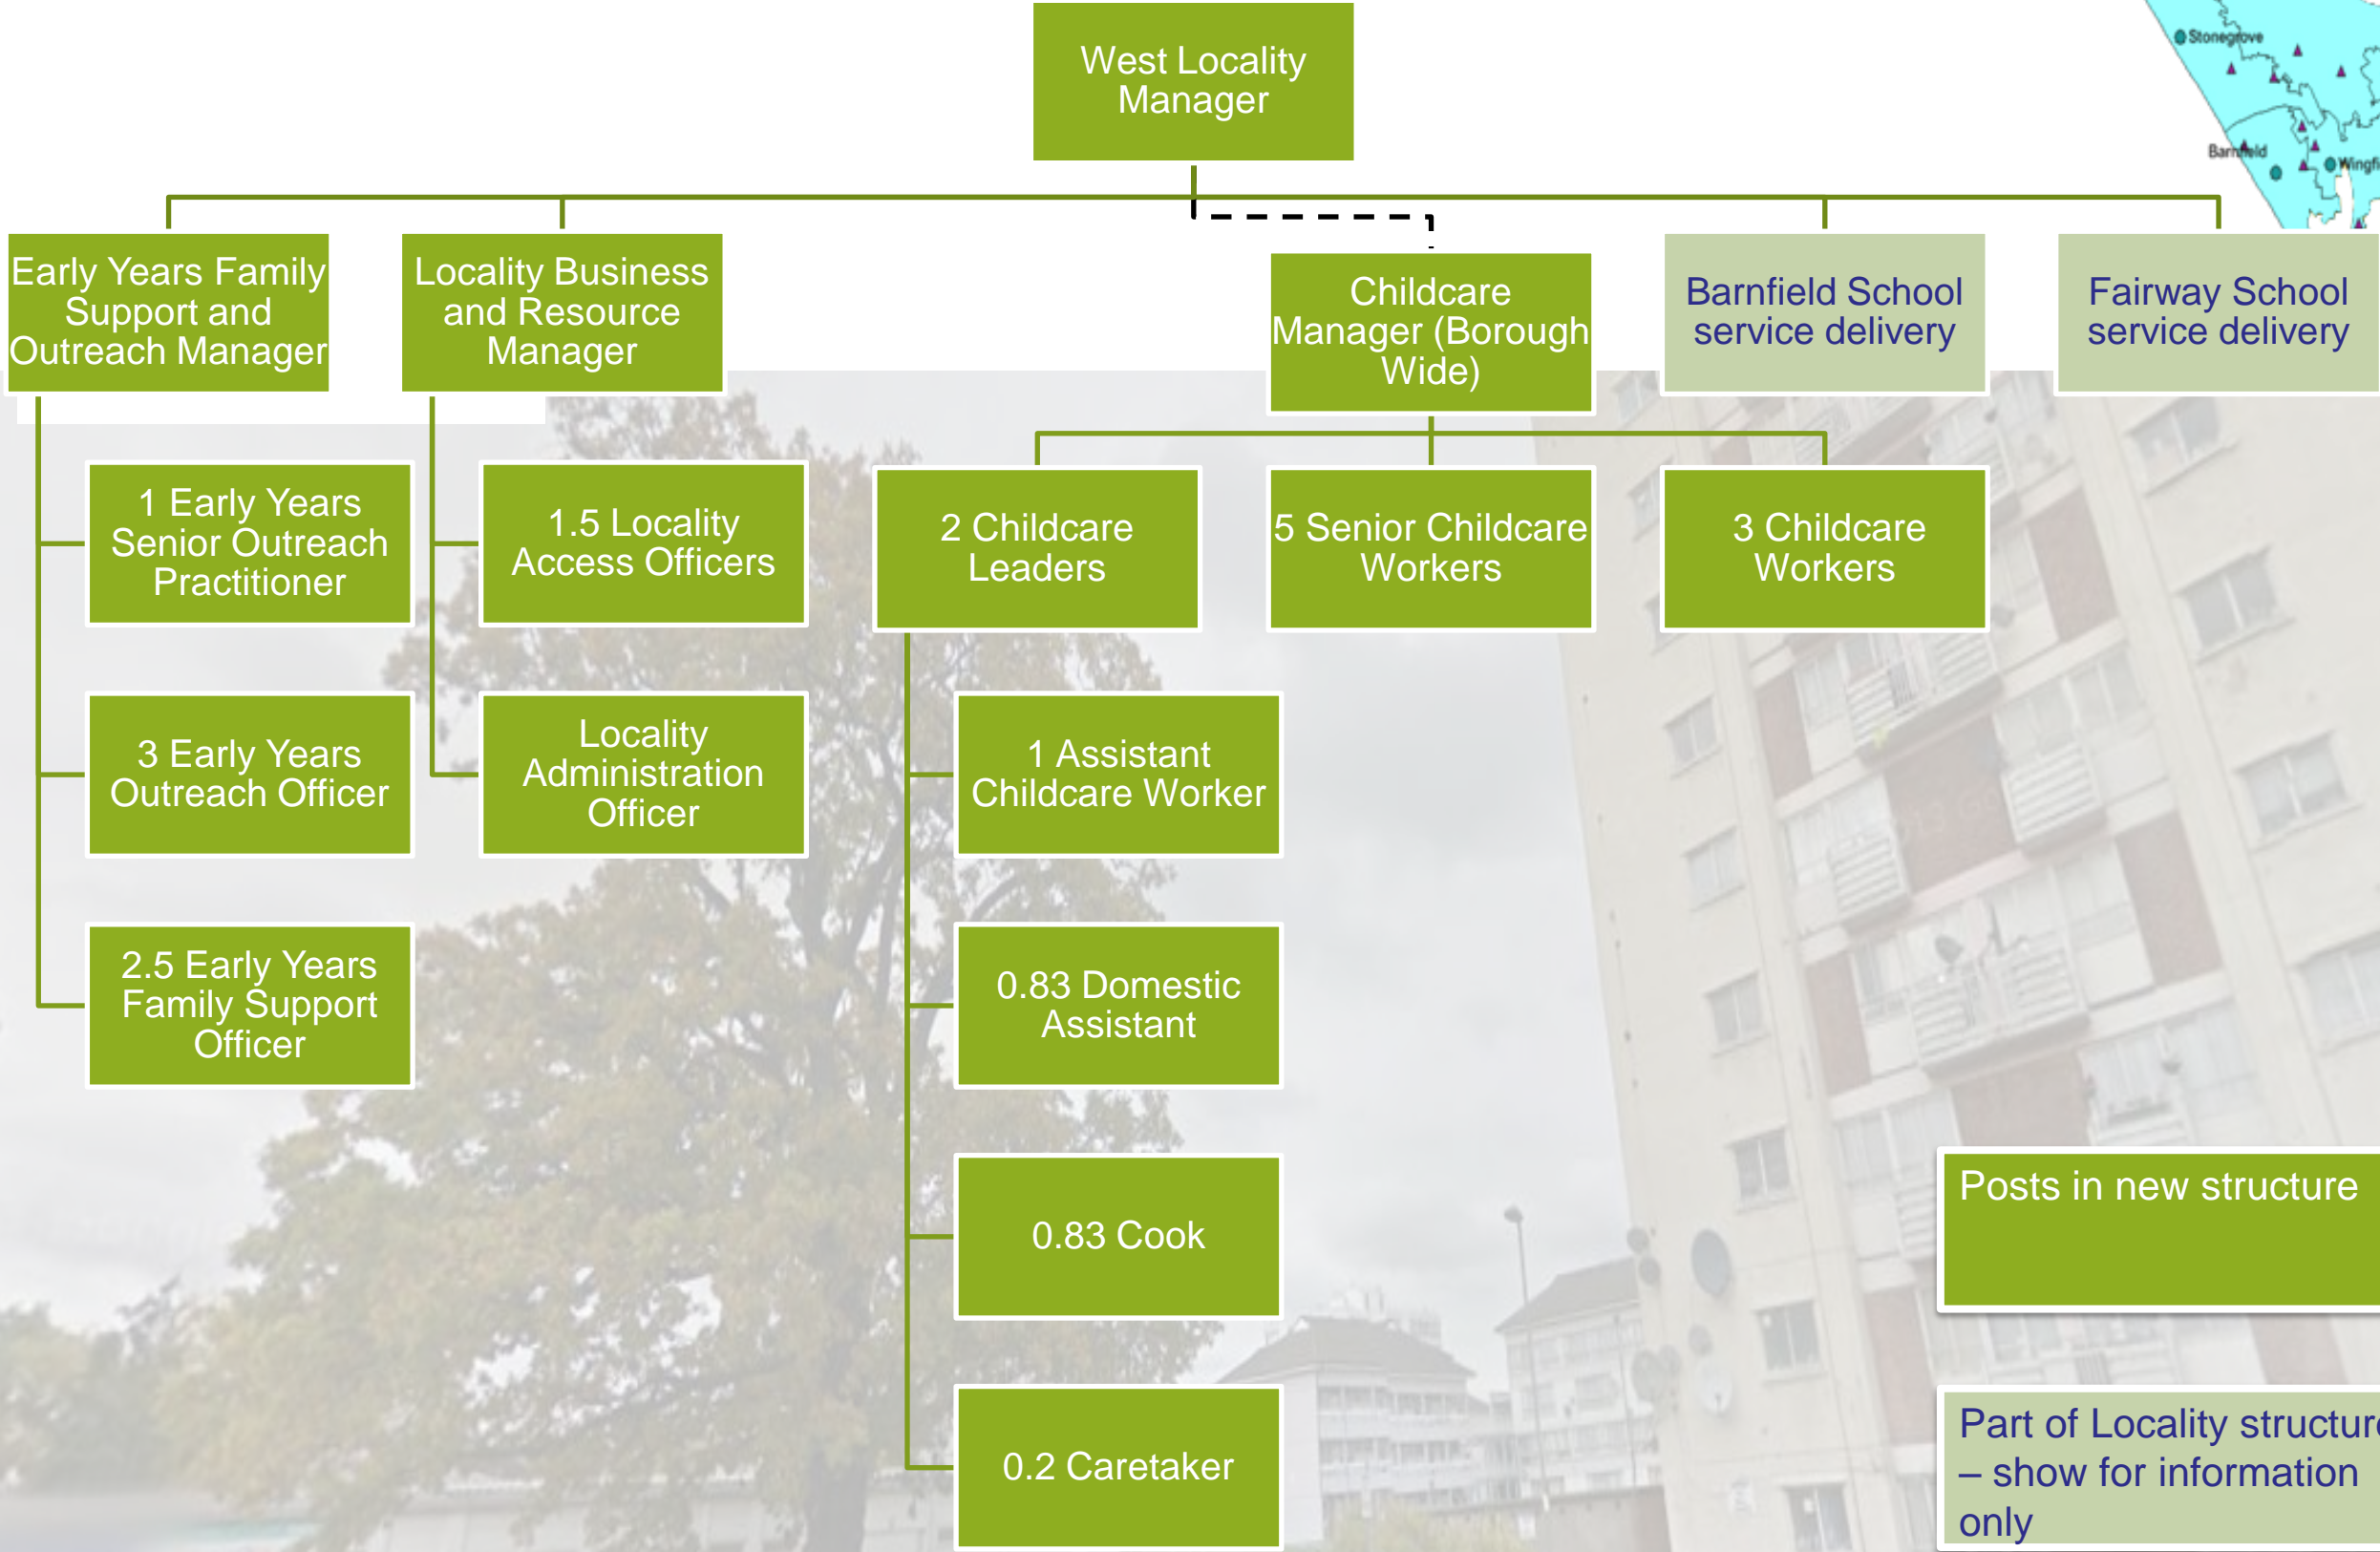 West Locality
Manager
Stonegrove
Barnfield
Early Years Family
Support and
Outreach Manager
Locality Business
and Resource
Manager
Childcare
Manager (Borough
Wide)
Barnfield School
service delivery
Fairway School
service delivery
1 Early Years
Senior Outreach
Practitioner
1.5 Locality
Access Officers
2 Childcare
Leaders
5 Senior Childcare
Workers
3 Childcare
Workers
3 Early Years
Outreach Officer
Locality
Administration
Officer
1 Assistant
Childcare Worker
2.5 Early Years
Family Support
Officer
0.83 Domestic
Assistant
0.83 Cook
0.2 Caretaker
Posts in new structure
Part of Locality structure
– show for information
only